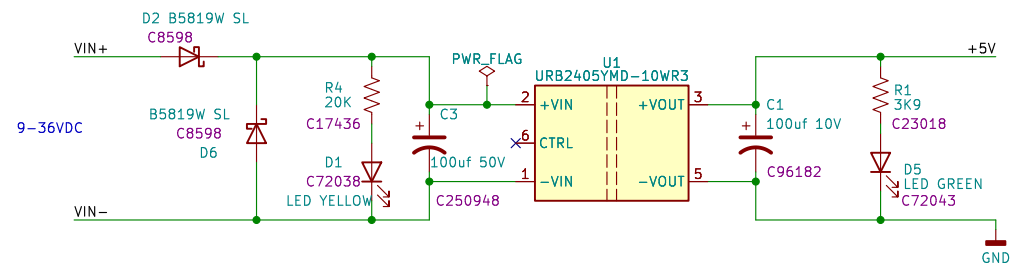 D2 B5819W SL
C8598
VIN+
PWR_FLAG
U1
URB2405YMD-10WR3
+5V
R4
20K
C17436
2
+VIN
+VOUT
3
C1
100uf 10V
C96182
R1
3K9
C23018
B5819W SL
C8598
D6
9-36VDC
C3
100uf 50V
C250948
6
CTRL
D1
C72038
LED YELLOW
1
-VIN
-VOUT
5
D5
LED GREEN
C72043
VIN-
GND